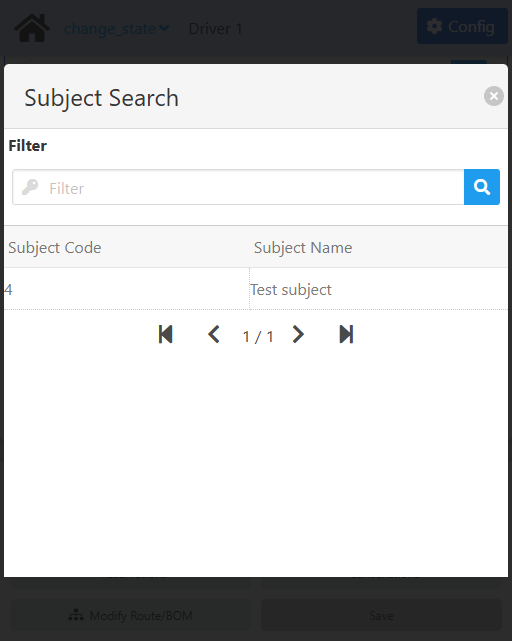 change_state Driver 1 Config
Subject Search
Filter
Filter
Subject Code Subject Name
4 Test subject
1 / 1
Modify Route/BOM Save